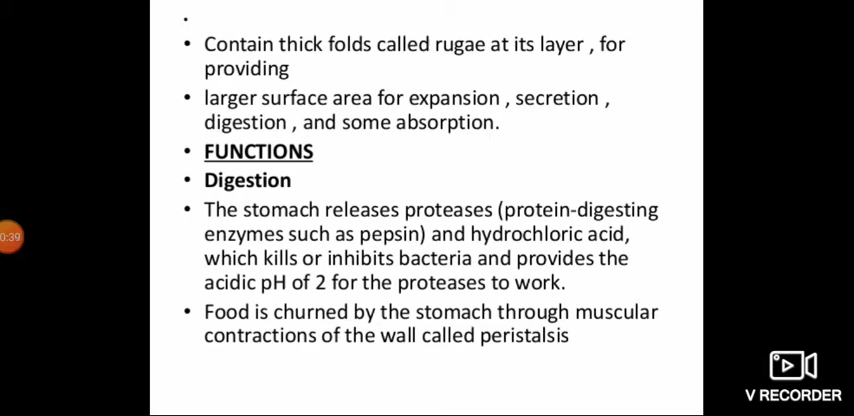 •
• Contain thick folds called rugae at its layer , for
providing
• larger surface area for expansion , secretion ,
digestion , and some absorption.
• FUNCTIONS
• Digestion
• The stomach releases proteases (protein-digesting
enzymes such as pepsin) and hydrochloric acid,
which kills or inhibits bacteria and provides the
acidic pH of 2 for the proteases to work.
• Food is churned by the stomach through muscular
contractions of the wall called peristalsis
0:39
V RECORDER